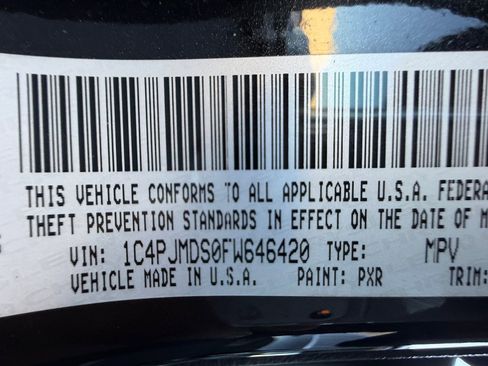 THIS VEHICLE CONFORMS TO ALL APPLICABLE U.S.A. FEDERA
THEFT PREVENTION STANDARDS IN EFFECT ON THE DATE OF M
VIN: 1C4PJMDS0FW646420 TYPE: MPV
VEHICLE MADE IN U.S.A. PAINT: PXR TRIM: